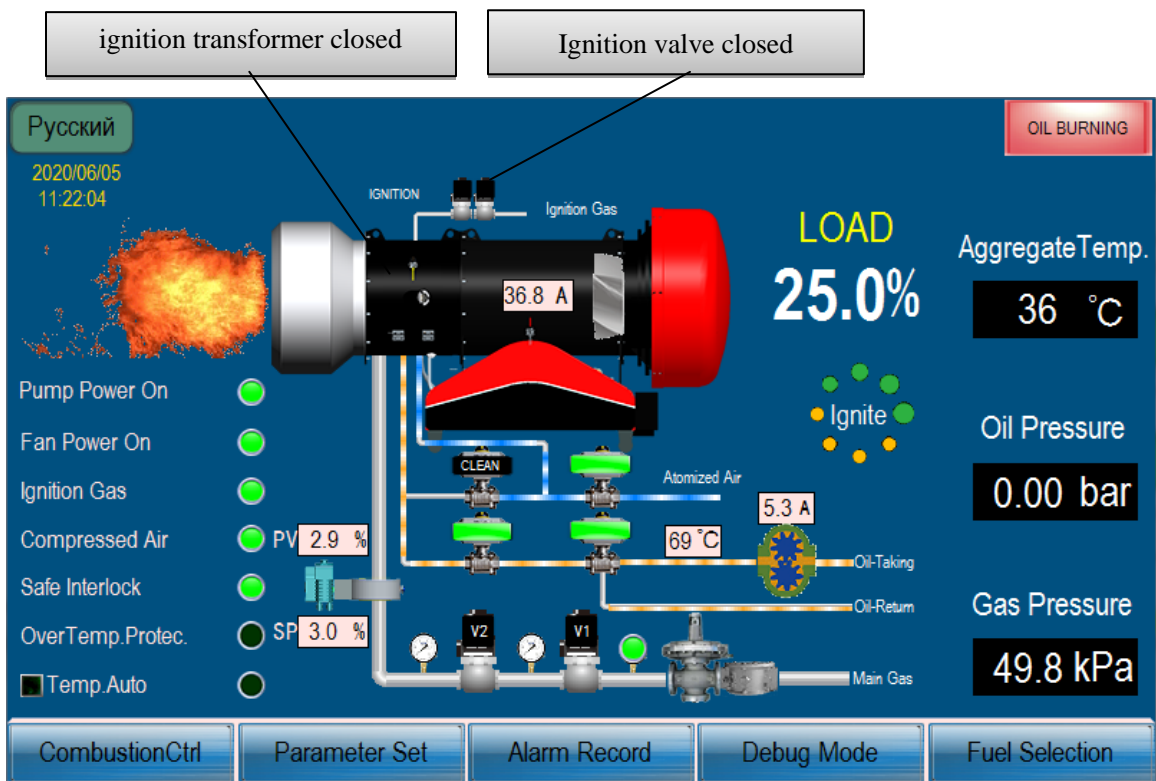 ignition transformer closed
Ignition valve closed
Русский
OIL BURNING
2020/06/05
11:22:04
IGNITION
Ignition Gas
LOAD
25.0%
AggregateTemp.
36 °C
36.8 A
Ignite
Pump Power On
Fan Power On
Ignition Gas
Compressed Air
Safe Interlock
OverTemp.Protec.
Temp.Auto
PV 2.9 %
SP 3.0 %
CLEAN
Atomized Air
5.3 A
69 °C
Oil-Taking
Oil-Return
V2
V1
Main Gas
Oil Pressure
0.00 bar
Gas Pressure
49.8 kPa
CombustionCtrl
Parameter Set
Alarm Record
Debug Mode
Fuel Selection